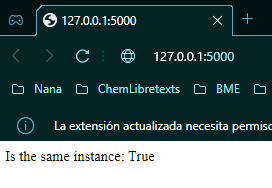 127.0.0.1:5000
127.0.0.1:5000
Nana ChemLibretexts BME
La extensión actualizada necesita permiso
Is the same instance: True